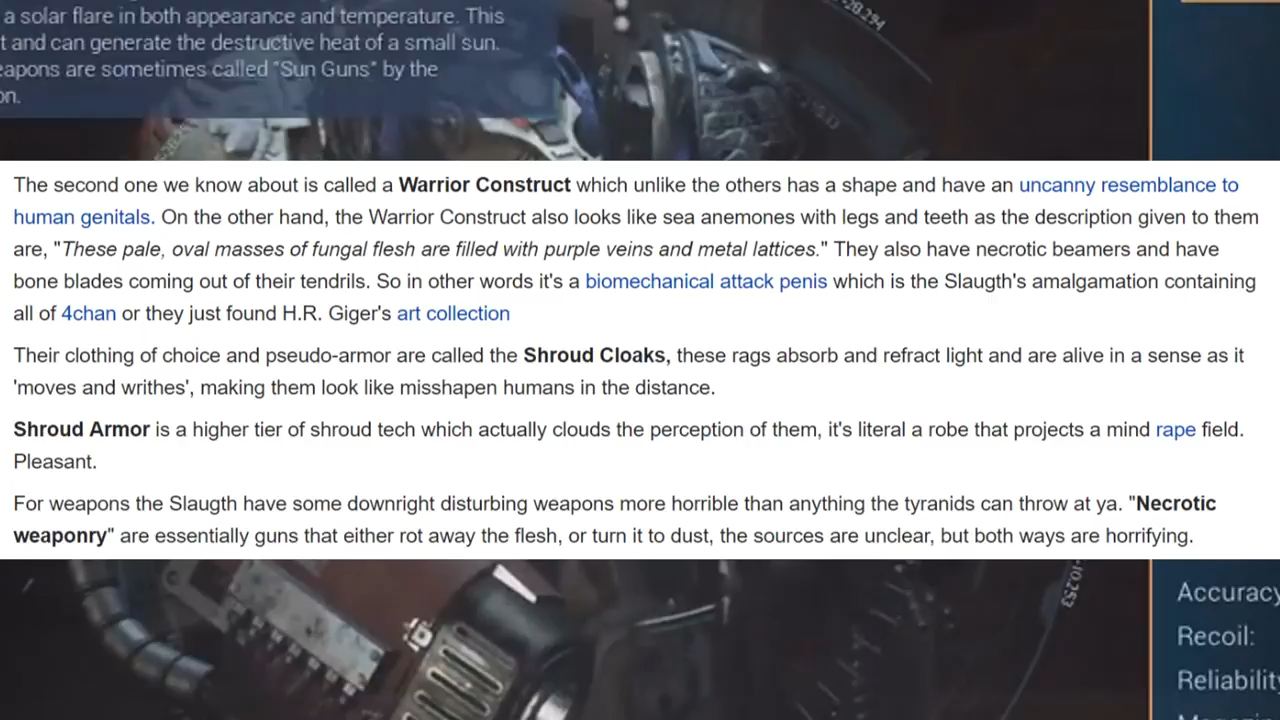 a solar flare in both appearance and temperature. This
t and can generate the destructive heat of a small sun.
eapons are sometimes called "Sun Guns" by the
on.
-28.294
The second one we know about is called a Warrior Construct which unlike the others has a shape and have an uncanny resemblance to
human genitals. On the other hand, the Warrior Construct also looks like sea anemones with legs and teeth as the description given to them
are, "These pale, oval masses of fungal flesh are filled with purple veins and metal lattices." They also have necrotic beamers and have
bone blades coming out of their tendrils. So in other words it's a biomechanical attack penis which is the Slaugth's amalgamation containing
all of 4chan or they just found H.R. Giger's art collection
Their clothing of choice and pseudo-armor are called the Shroud Cloaks, these rags absorb and refract light and are alive in a sense as it
'moves and writhes', making them look like misshapen humans in the distance.
Shroud Armor is a higher tier of shroud tech which actually clouds the perception of them, it's literal a robe that projects a mind rape field.
Pleasant.
For weapons the Slaugth have some downright disturbing weapons more horrible than anything the tyranids can throw at ya. "Necrotic
weaponry" are essentially guns that either rot away the flesh, or turn it to dust, the sources are unclear, but both ways are horrifying.
-10.253
Accuracy
Recoil:
Reliability